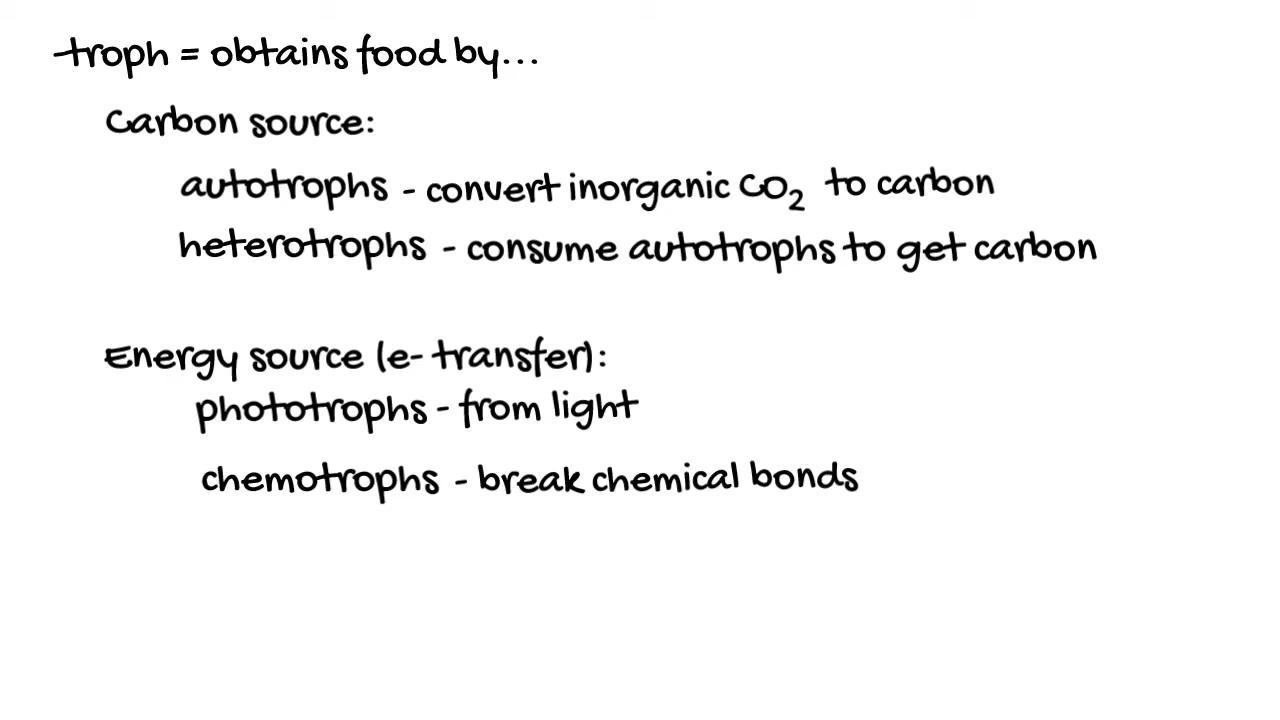 troph = obtains food by...
Carbon source:
autotrophs - convert inorganic CO₂ to carbon
heterotrophs - consume autotrophs to get carbon
Energy source (e- transfer):
phototrophs - from light
chemotrophs - break chemical bonds